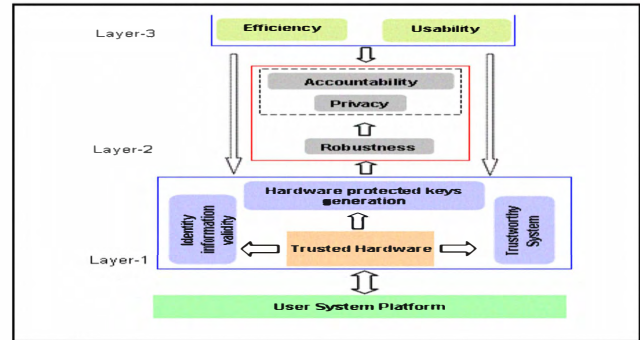 Layer-3
Efficiency
Usability
Accountability
Privacy
Layer-2
Robustness
Hardware protected keys
generation
Identity
information
validity
Trusted Hardware
Trustworthy
System
Layer-1
User System Platform